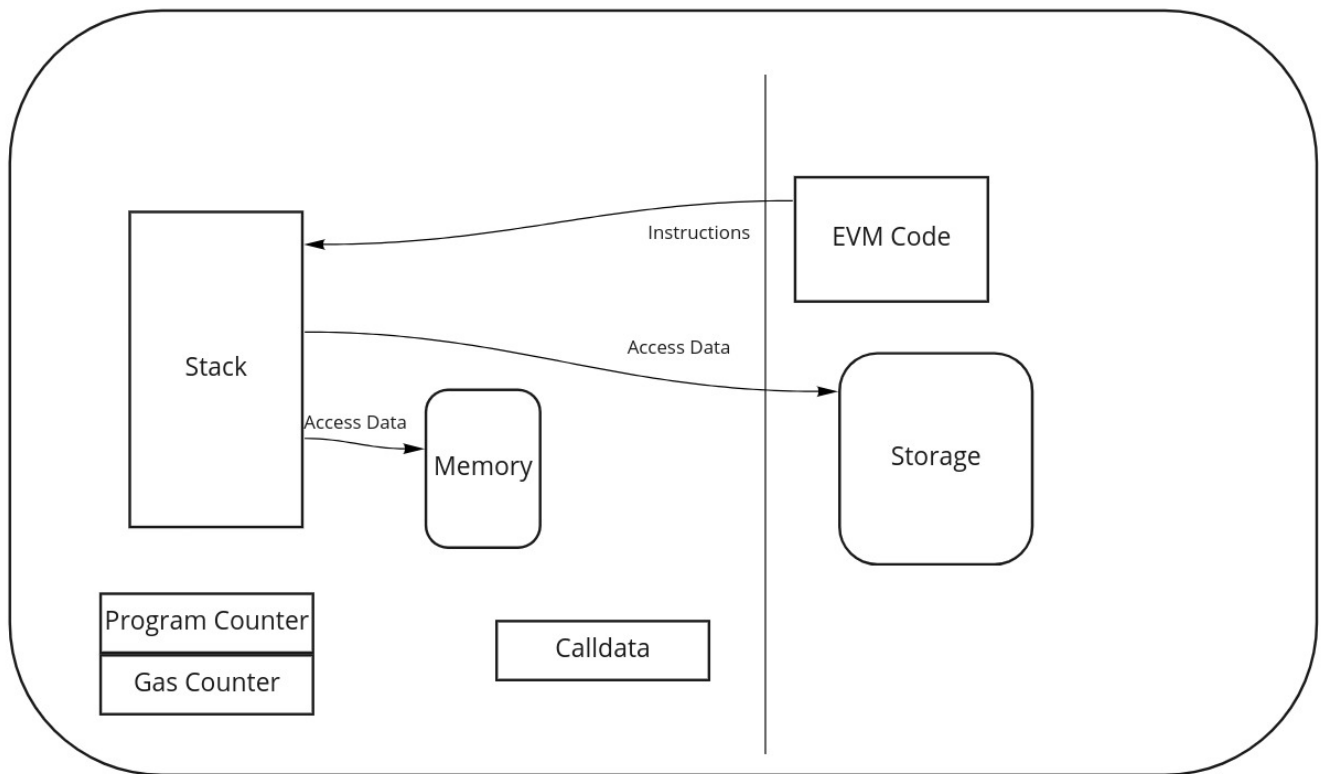 Instructions
EVM Code
Access Data
Stack
Access Data
Memory
Storage
Program Counter
Gas Counter
Calldata